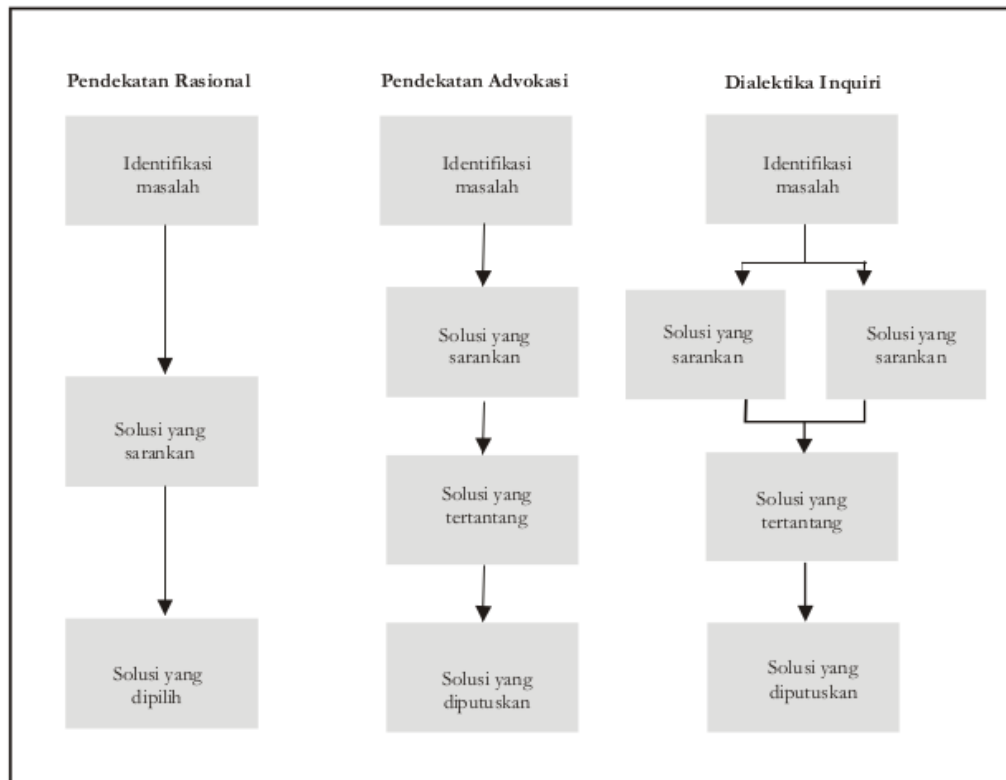 Pendekatan Rasional
Identifikasi
masalah
Solusi yang
sarankan
Solusi yang
dipilih
Pendekatan Advokasi
Identifikasi
masalah
Solusi yang
sarankan
Solusi yang
tertantang
Solusi yang
diputuskan
Dialektika Inquiri
Identifikasi
masalah
Solusi yang
sarankan
Solusi yang
sarankan
Solusi yang
tertantang
Solusi yang
diputuskan